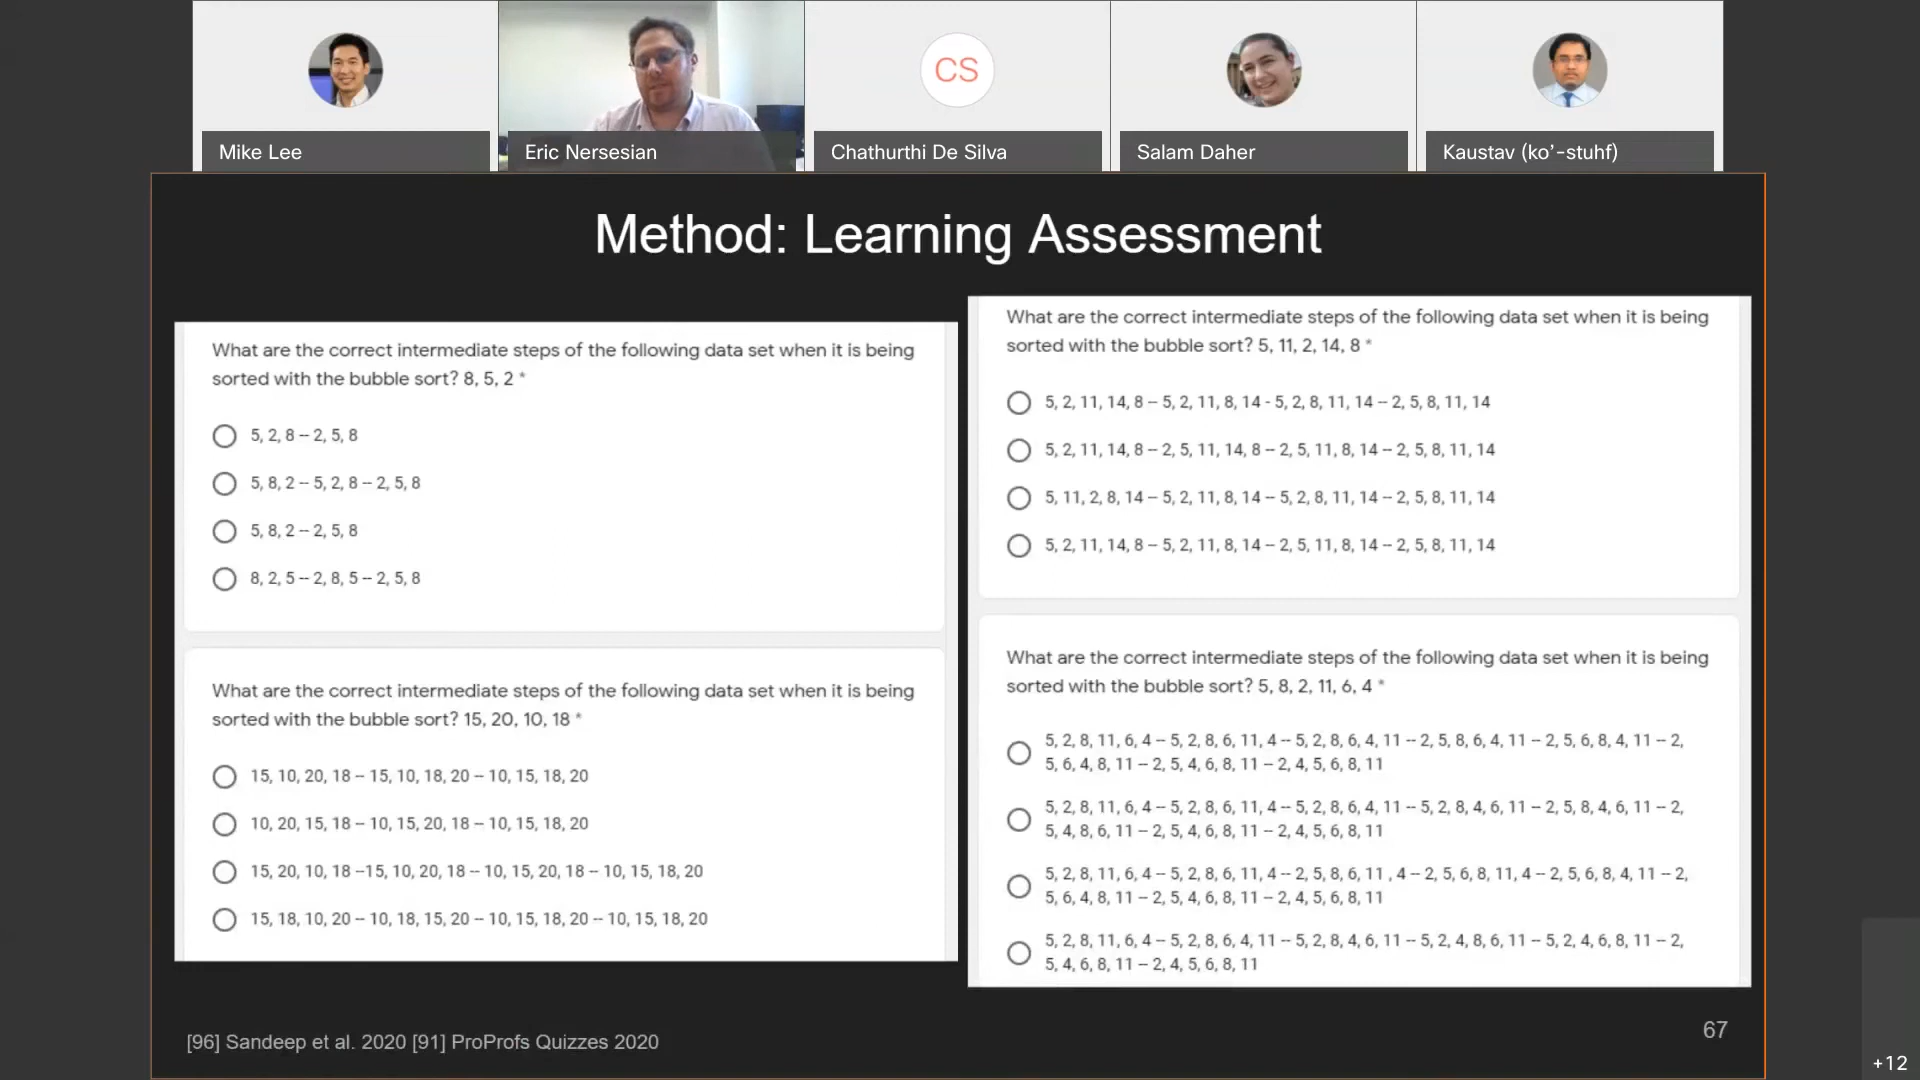 Mike Lee
Eric Nersesian
CS
Chathurthi De Silva
Salam Daher
Kaustav (ko’-stuhf)
Method: Learning Assessment
What are the correct intermediate steps of the following data set when it is being
sorted with the bubble sort? 8, 5, 2 *
5, 2, 8 -- 2, 5, 8
5, 8, 2 -- 5, 2, 8 -- 2, 5, 8
5, 8, 2 -- 2, 5, 8
8, 2, 5 -- 2, 8, 5 -- 2, 5, 8
What are the correct intermediate steps of the following data set when it is being
sorted with the bubble sort? 15, 20, 10, 18 *
15, 10, 20, 18 -- 15, 10, 18, 20 -- 10, 15, 18, 20
10, 20, 15, 18 -- 10, 15, 20, 18 -- 10, 15, 18, 20
15, 20, 10, 18 --15, 10, 20, 18 -- 10, 15, 20, 18 -- 10, 15, 18, 20
15, 18, 10, 20 -- 10, 18, 15, 20 -- 10, 15, 18, 20 -- 10, 15, 18, 20
What are the correct intermediate steps of the following data set when it is being
sorted with the bubble sort? 5, 11, 2, 14, 8 *
5, 2, 11, 14, 8 -- 5, 2, 11, 8, 14 - 5, 2, 8, 11, 14 -- 2, 5, 8, 11, 14
5, 2, 11, 14, 8 -- 2, 5, 11, 14, 8 -- 2, 5, 11, 8, 14 -- 2, 5, 8, 11, 14
5, 11, 2, 8, 14 -- 5, 2, 11, 8, 14 -- 5, 2, 8, 11, 14 -- 2, 5, 8, 11, 14
5, 2, 11, 14, 8 -- 5, 2, 11, 8, 14 -- 2, 5, 11, 8, 14 -- 2, 5, 8, 11, 14
What are the correct intermediate steps of the following data set when it is being
sorted with the bubble sort? 5, 8, 2, 11, 6, 4 *
5, 2, 8, 11, 6, 4 -- 5, 2, 8, 6, 11, 4 -- 5, 2, 8, 6, 4, 11 -- 2, 5, 8, 6, 4, 11 -- 2, 5, 6, 8, 4, 11 -- 2,
5, 6, 4, 8, 11 -- 2, 5, 4, 6, 8, 11 -- 2, 4, 5, 6, 8, 11
5, 2, 8, 11, 6, 4 -- 5, 2, 8, 6, 11, 4 -- 5, 2, 8, 6, 4, 11 -- 5, 2, 8, 4, 6, 11 -- 2, 5, 8, 4, 6, 11 -- 2,
5, 4, 8, 6, 11 -- 2, 5, 4, 6, 8, 11 -- 2, 4, 5, 6, 8, 11
5, 2, 8, 11, 6, 4 -- 5, 2, 8, 6, 11, 4 -- 2, 5, 8, 6, 11 , 4 -- 2, 5, 6, 8, 11, 4 -- 2, 5, 6, 8, 4, 11 -- 2,
5, 6, 4, 8, 11 -- 2, 5, 4, 6, 8, 11 -- 2, 4, 5, 6, 8, 11
5, 2, 8, 11, 6, 4 -- 5, 2, 8, 6, 4, 11 -- 5, 2, 8, 4, 6, 11 -- 5, 2, 4, 8, 6, 11 -- 5, 2, 4, 6, 8, 11 -- 2,
5, 4, 6, 8, 11 -- 2, 4, 5, 6, 8, 11
[96] Sandeep et al. 2020 [91] ProProfs Quizzes 2020
67
+12